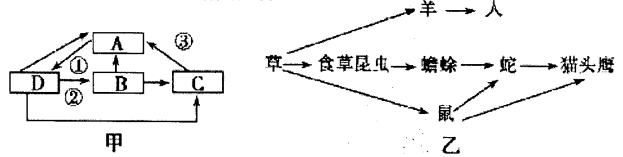 羊 人
A ③
草 食草昆虫 蟾蜍 蛇 猫头鹰
①
D ② B C
鼠
甲 乙